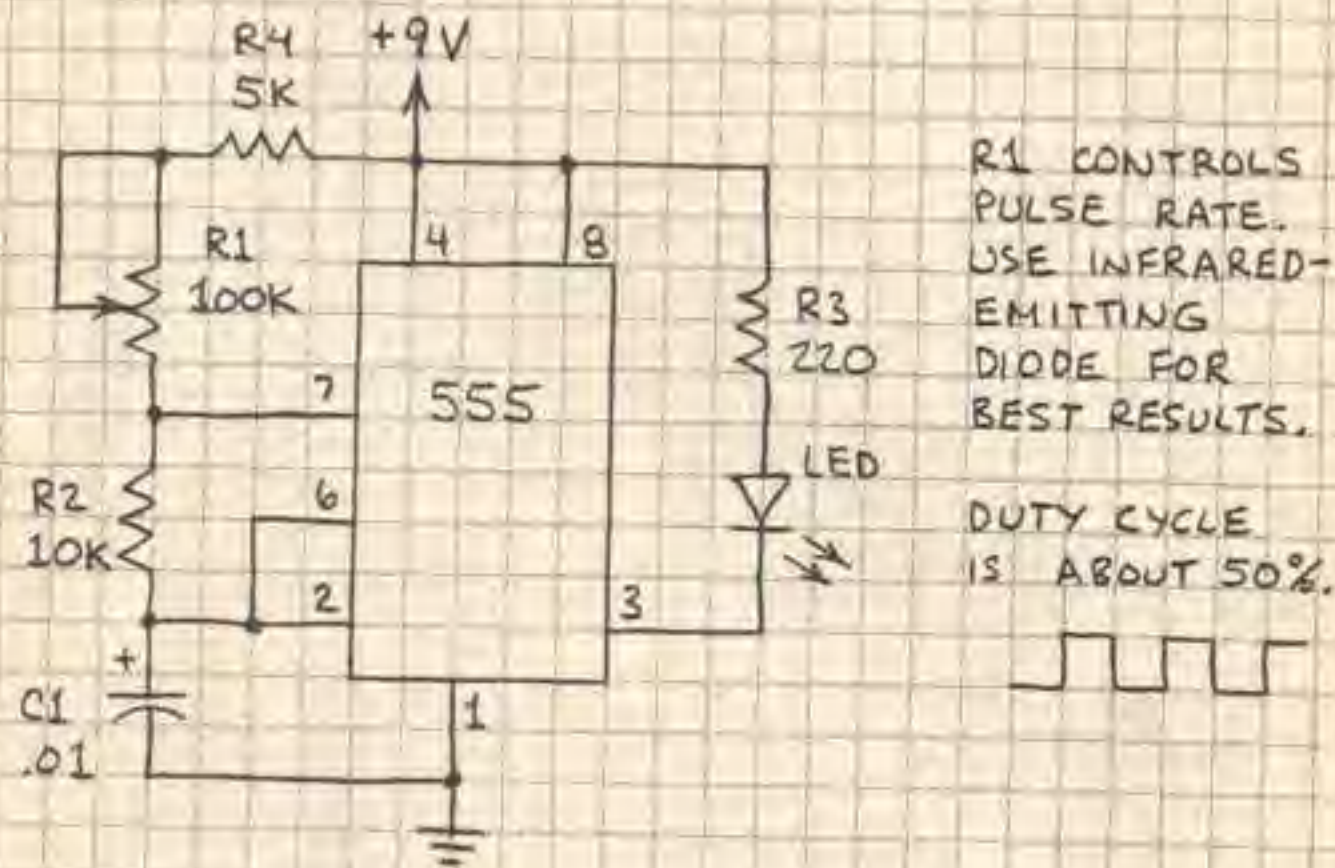 R4
5K
+9V
R1
100K
4
8
7
555
6
2
3
1
R2
10K
+
C1
.01
R3
220
LED
R1 CONTROLS
PULSE RATE.
USE INFRARED-
EMITTING
DIODE FOR
BEST RESULTS.
DUTY CYCLE
IS ABOUT 50%.